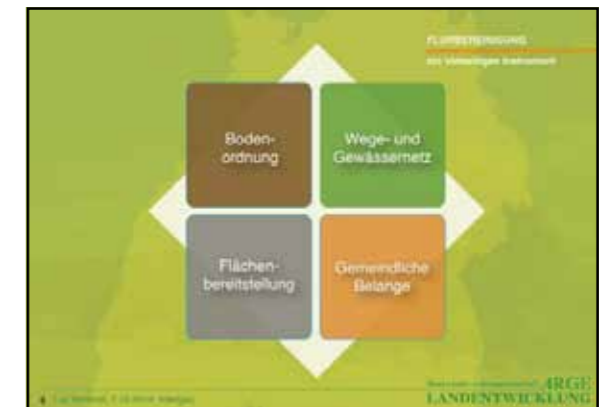 FLURBEREINIGUNG
ein vielseitiges Instrument
Boden-
ordnung
Wege- und
Gewässernetz
Flächen-
bereitstellung
Gemeindliche
Belange
ARGE
LANDENTWICKLUNG